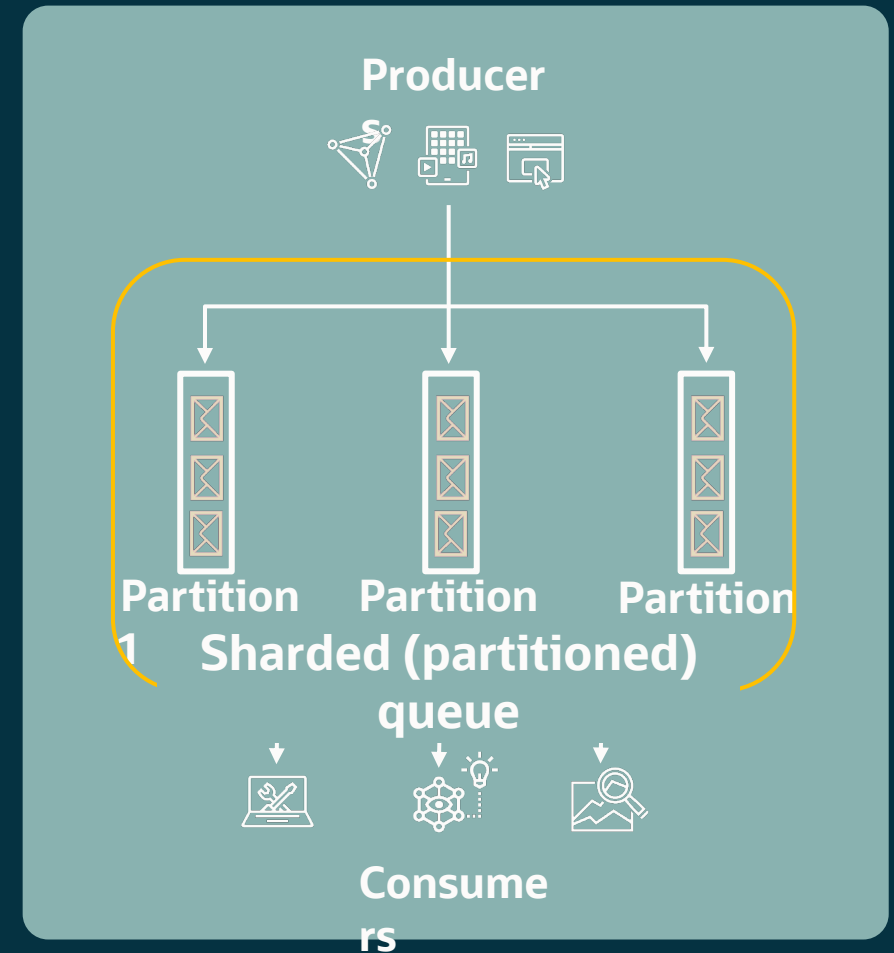 Producer
s
Partition Partition Partition
1 Sharded (partitioned)
queue
Consume
rs